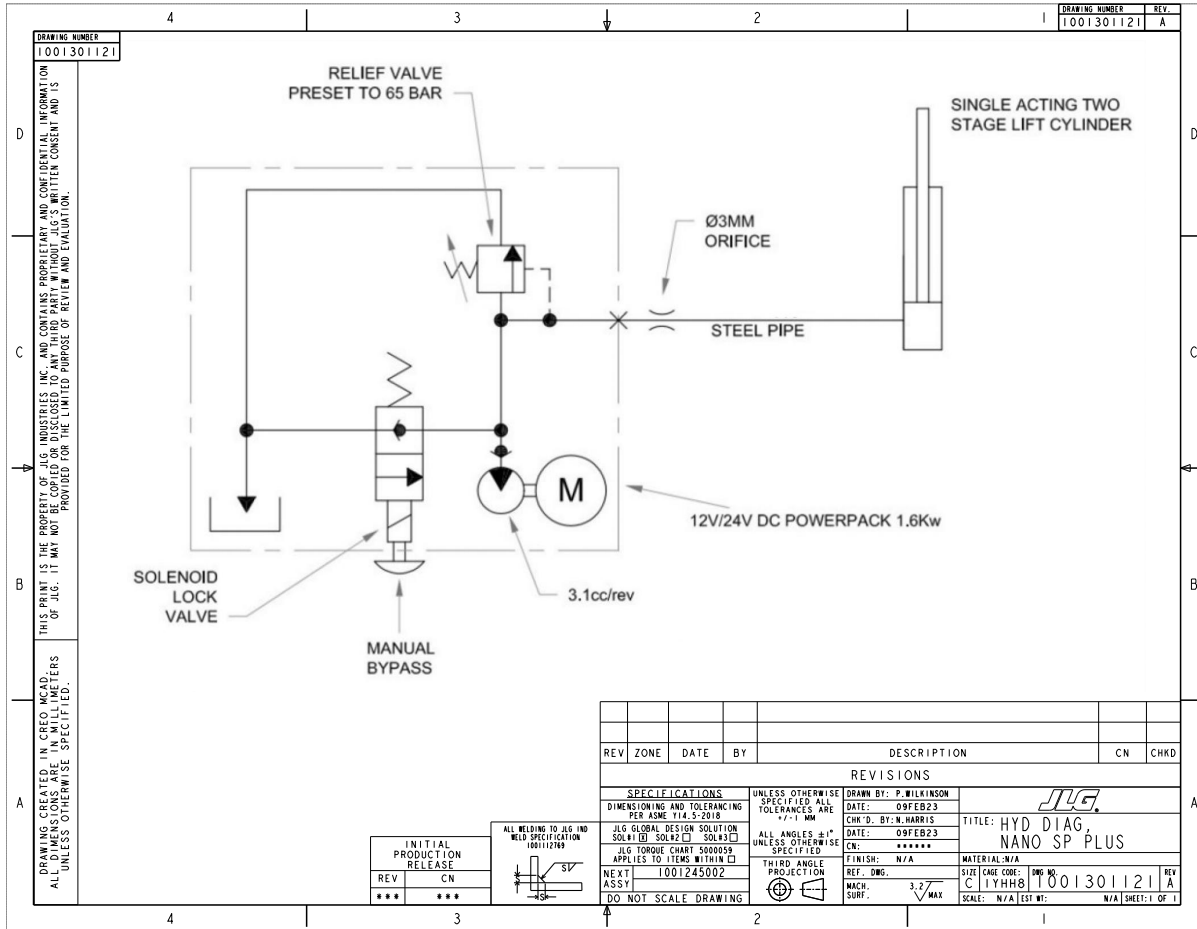 4
3
2
1
DRAWING NUMBER
1001301121
DRAWING NUMBER
REV.
1001301121
A
D
C
B
A
D
C
B
A
THIS PRINT IS THE PROPERTY OF JLG INDUSTRIES INC. AND CONTAINS PROPRIETARY AND CONFIDENTIAL INFORMATION
OF JLG. IT MAY NOT BE COPIED OR DISCLOSED TO ANY THIRD PARTY WITHOUT JLG'S WRITTEN CONSENT AND IS
PROVIDED FOR THE LIMITED PURPOSE OF REVIEW AND EVALUATION.
DRAWING CREATED IN CREO MCAD.
ALL DIMENSIONS ARE IN MILLIMETERS
UNLESS OTHERWISE SPECIFIED.
RELIEF VALVE
PRESET TO 65 BAR
SINGLE ACTING TWO
STAGE LIFT CYLINDER
Ø3MM
ORIFICE
STEEL PIPE
M
12V/24V DC POWERPACK 1.6Kw
3.1cc/rev
SOLENOID
LOCK
VALVE
MANUAL
BYPASS
REV ZONE DATE BY DESCRIPTION CN CHKD
REVISIONS
INITIAL
PRODUCTION
RELEASE
REV CN
*** ***
ALL WELDING TO JLG IND
WELD SPECIFICATION
1001112769
S
S
SPECIFICATIONS
DIMENSIONING AND TOLERANCING
PER ASME Y14.5-2018
JLG GLOBAL DESIGN SOLUTION
SOL#1 X SOL#2 SOL#3
JLG TORQUE CHART 5000059
APPLIES TO ITEMS WITHIN
NEXT
ASSY
1001245002
DO NOT SCALE DRAWING
UNLESS OTHERWISE
SPECIFIED ALL
TOLERANCES ARE
+/-1 MM
ALL ANGLES ±1°
UNLESS OTHERWISE
SPECIFIED
THIRD ANGLE
PROJECTION
DRAWN BY: P.WILKINSON
DATE: 09FEB23
CHK'D. BY: N.HARRIS
DATE: 09FEB23
CN: ******
FINISH: N/A
REF. DWG.
MACH.
SURF.
3.2
MAX
JLG
TITLE: HYD DIAG,
NANO SP PLUS
MATERIAL:N/A
SIZE CAGE CODE: DWG NO. REV
C 1YHH8 1001301121 A
SCALE: N/A EST WT: N/A SHEET:1 OF 1
4
3
2
1